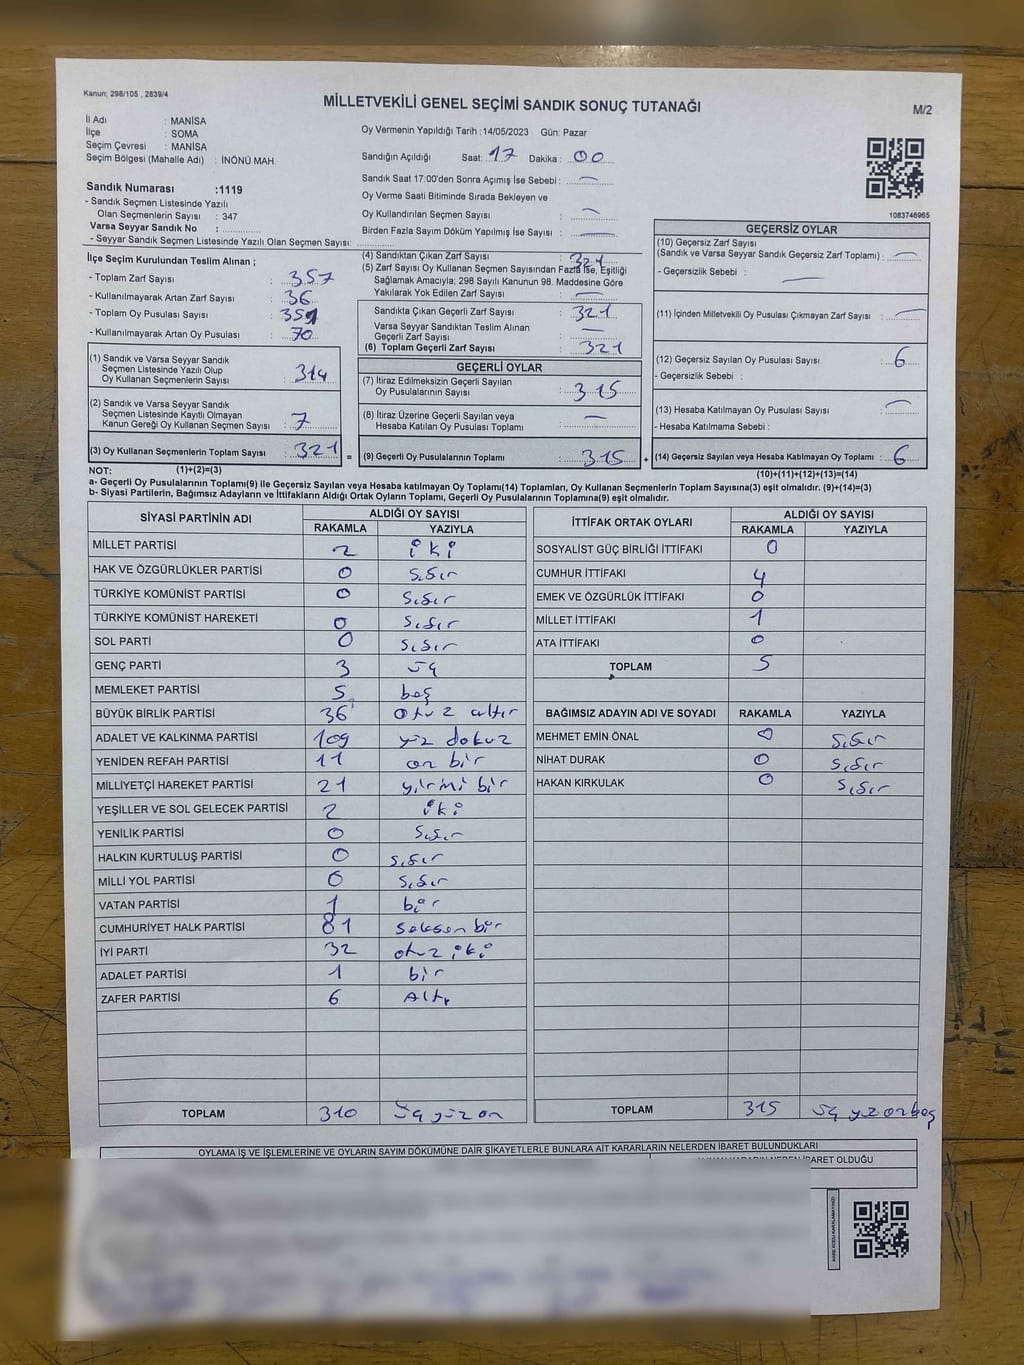 Kanun; 298/105 , 2839/4
MİLLETVEKİLİ GENEL SEÇİMİ SANDIK SONUÇ TUTANAĞI
M/2
İl Adı : MANİSA
İlçe : SOMA
Seçim Çevresi : MANİSA
Seçim Bölgesi (Mahalle Adı) : İNÖNÜ MAH.
Oy Vermenin Yapıldığı Tarih :14/05/2023 Gün: Pazar
Sandığın Açıldığı Saat: 17 Dakika : 00
Sandık Saat 17:00'den Sonra Açımış İse Sebebi : —
Oy Verme Saati Bitiminde Sırada Bekleyen ve
Oy Kullandırılan Seçmen Sayısı : —
Birden Fazla Sayım Döküm Yapılmış İse Sayısı : —
1083746965
Sandık Numarası :1119
- Sandık Seçmen Listesinde Yazılı
Olan Seçmenlerin Sayısı : 347
Varsa Seyyar Sandık No :
- Seyyar Sandık Seçmen Listesinde Yazılı Olan Seçmen Sayısı:
İlçe Seçim Kurulundan Teslim Alınan ;
- Toplam Zarf Sayısı : 357
- Kullanılmayarak Artan Zarf Sayısı : 36
- Toplam Oy Pusulası Sayısı :
- Kullanılmayarak Artan Oy Pusulası : 70
(1) Sandık ve Varsa Seyyar Sandık
Seçmen Listesinde Yazılı Olup
Oy Kullanan Seçmenlerin Sayısı : 314
(2) Sandık ve Varsa Seyyar Sandık
Seçmen Listesinde Kayıtlı Olmayan
Kanun Gereği Oy Kullanan Seçmen Sayısı : 7
(3) Oy Kullanan Seçmenlerin Toplam Sayısı : 321 =
(4) Sandıktan Çıkan Zarf Sayısı : 321
(5) Zarf Sayısı Oy Kullanan Seçmen Sayısından Fazla İse, Eşitliği
Sağlamak Amacıyla; 298 Sayılı Kanunun 98. Maddesine Göre
Yakılarak Yok Edilen Zarf Sayısı : —
Sandıkta Çıkan Geçerli Zarf Sayısı : 321
Varsa Seyyar Sandıktan Teslim Alınan
Geçerli Zarf Sayısı : —
(6) Toplam Geçerli Zarf Sayısı : 321
GEÇERLİ OYLAR
(7) İtiraz Edilmeksizin Geçerli Sayılan
Oy Pusulalarının Sayısı : 315
(8) İtiraz Üzerine Geçerli Sayılan veya
Hesaba Katılan Oy Pusulası Toplamı : —
(9) Geçerli Oy Pusulalarının Toplamı : 315 +
GEÇERSİZ OYLAR
(10) Geçersiz Zarf Sayısı
(Sandık ve Varsa Seyyar Sandık Geçersiz Zarf Toplamı) : —
- Geçersizlik Sebebi : —
(11) İçinden Milletvekili Oy Pusulası Çıkmayan Zarf Sayısı : —
(12) Geçersiz Sayılan Oy Pusulası Sayısı : 6
- Geçersizlik Sebebi :
(13) Hesaba Katılmayan Oy Pusulası Sayısı : —
- Hesaba Katılmama Sebebi :
(14) Geçersiz Sayılan veya Hesaba Katılmayan Oy Toplamı : 6
NOT: (1)+(2)=(3) (10)+(11)+(12)+(13)=(14)
a- Geçerli Oy Pusulalarının Toplamı(9) ile Geçersiz Sayılan veya Hesaba katılmayan Oy Toplamı(14) Toplamları, Oy Kullanan Seçmenlerin Toplam Sayısına(3) eşit olmalıdır. (9)+(14)=(3)
b- Siyasi Partilerin, Bağımsız Adayların ve İttifakların Aldığı Ortak Oyların Toplamı, Geçerli Oy Pusulalarının Toplamına(9) eşit olmalıdır.
SİYASİ PARTİNİN ADI ALDIĞI OY SAYISI
RAKAMLA YAZIYLA
MİLLET PARTİSİ 2 iki
HAK VE ÖZGÜRLÜKLER PARTİSİ 0 sıfır
TÜRKİYE KOMÜNİST PARTİSİ 0 sıfır
TÜRKİYE KOMÜNİST HAREKETİ 0 sıfır
SOL PARTİ 0 sıfır
GENÇ PARTİ 3 üç
MEMLEKET PARTİSİ 5 beş
BÜYÜK BİRLİK PARTİSİ 36 otuz altı
ADALET VE KALKINMA PARTİSİ 109 yüz dokuz
YENİDEN REFAH PARTİSİ 11 on bir
MİLLİYETÇİ HAREKET PARTİSİ 21 yirmi bir
YEŞİLLER VE SOL GELECEK PARTİSİ 2 iki
YENİLİK PARTİSİ 0 sıfır
HALKIN KURTULUŞ PARTİSİ 0 sıfır
MİLLİ YOL PARTİSİ 0 sıfır
VATAN PARTİSİ 1 bir
CUMHURİYET HALK PARTİSİ 81 seksen bir
İYİ PARTİ 32 otuz iki
ADALET PARTİSİ 1 bir
ZAFER PARTİSİ 6 Altı
TOPLAM 310 üç yüz on
İTTİFAK ORTAK OYLARI ALDIĞI OY SAYISI
RAKAMLA YAZIYLA
SOSYALİST GÜÇ BİRLİĞİ İTTİFAKI 0
CUMHUR İTTİFAKI 4
EMEK VE ÖZGÜRLÜK İTTİFAKI 0
MİLLET İTTİFAKI 1
ATA İTTİFAKI 0
TOPLAM 5
BAĞIMSIZ ADAYIN ADI VE SOYADI RAKAMLA YAZIYLA
MEHMET EMİN ÖNAL 0 sıfır
NİHAT DURAK 0 sıfır
HAKAN KIRKULAK 0 sıfır
TOPLAM 315 üç yüz onbeş
OYLAMA İŞ VE İŞLEMLERİNE VE OYLARIN SAYIM DÖKÜMÜNE DAİR ŞİKAYETLERLE BUNLARA AİT KARARLARIN NELERDEN İBARET BULUNDUKLARI
İBARET OLDUĞU